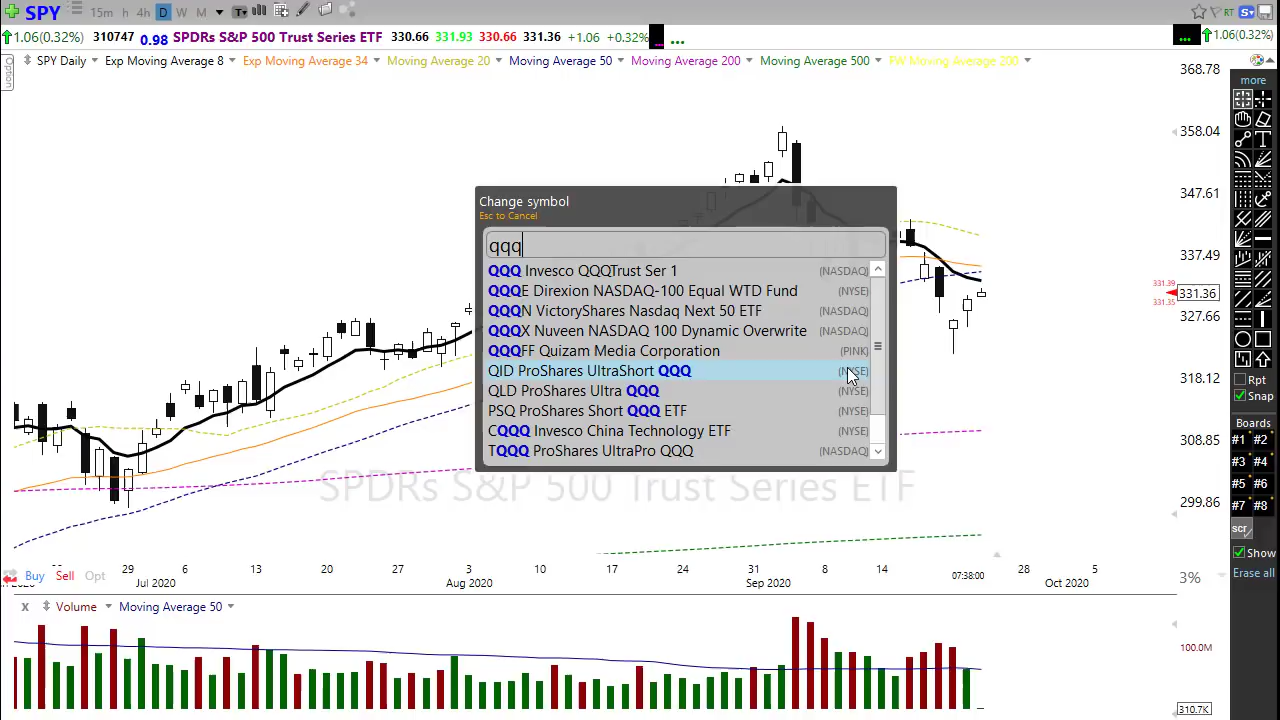 SPY 15m h 4h D W M T RT S
1.06(0.32%) 310747 0.98 SPDRs S&P 500 Trust Series ETF 330.66 331.93 330.66 331.36 +1.06 +0.32% ... ... ... 1.06(0.32%)
Option
SPY Daily Exp Moving Average 8 Exp Moving Average 34 Moving Average 20 Moving Average 50 Moving Average 200 Moving Average 500 FW Moving Average 200
368.78
358.04
347.61
337.49
331.39
331.36
331.35
327.66
318.12
308.85
299.86
3%
Change symbol
Esc to Cancel
qqq
QQQ Invesco QQQTrust Ser 1 (NASDAQ)
QQQE Direxion NASDAQ-100 Equal WTD Fund (NYSE)
QQQN VictoryShares Nasdaq Next 50 ETF (NASDAQ)
QQQX Nuveen NASDAQ 100 Dynamic Overwrite (NASDAQ)
QQQFF Quizam Media Corporation (PINK)
QID ProShares UltraShort QQQ (NYSE)
QLD ProShares Ultra QQQ (NYSE)
PSQ ProShares Short QQQ ETF (NYSE)
CQQQ Invesco China Technology ETF (NYSE)
TQQQ ProShares UltraPro QQQ (NASDAQ)
SPDRs S&P 500 Trust Series ETF
Buy Sell Opt
29 6 13 20 27 3 10 17 24 31 8 14 07:38:00 28 5
2020 Jul 2020 Aug 2020 Sep 2020 Oct 2020
x Volume Moving Average 50
100.0M
310.7K
more
T
Rpt
Snap
Boards
#1 #2
#3 #4
#5 #6
#7 #8
scr
Show
Erase all